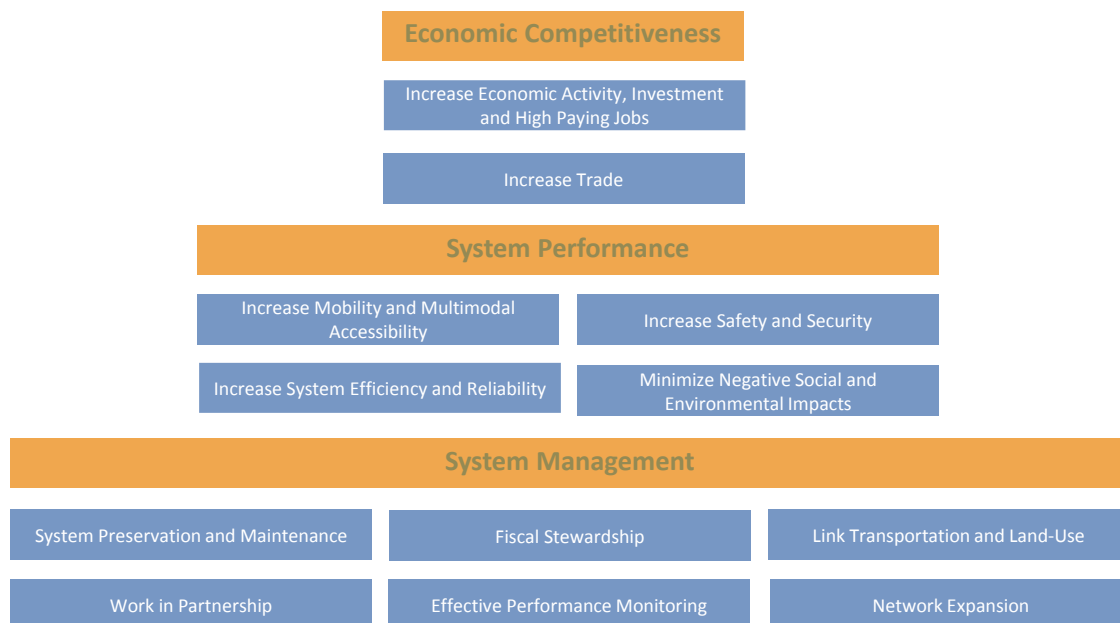 Economic Competitiveness
Increase Economic Activity, Investment
and High Paying Jobs
Increase Trade
System Performance
Increase Mobility and Multimodal
Accessibility
Increase Safety and Security
Increase System Efficiency and Reliability
Minimize Negative Social and
Environmental Impacts
System Management
System Preservation and Maintenance
Fiscal Stewardship
Link Transportation and Land-Use
Work in Partnership
Effective Performance Monitoring
Network Expansion